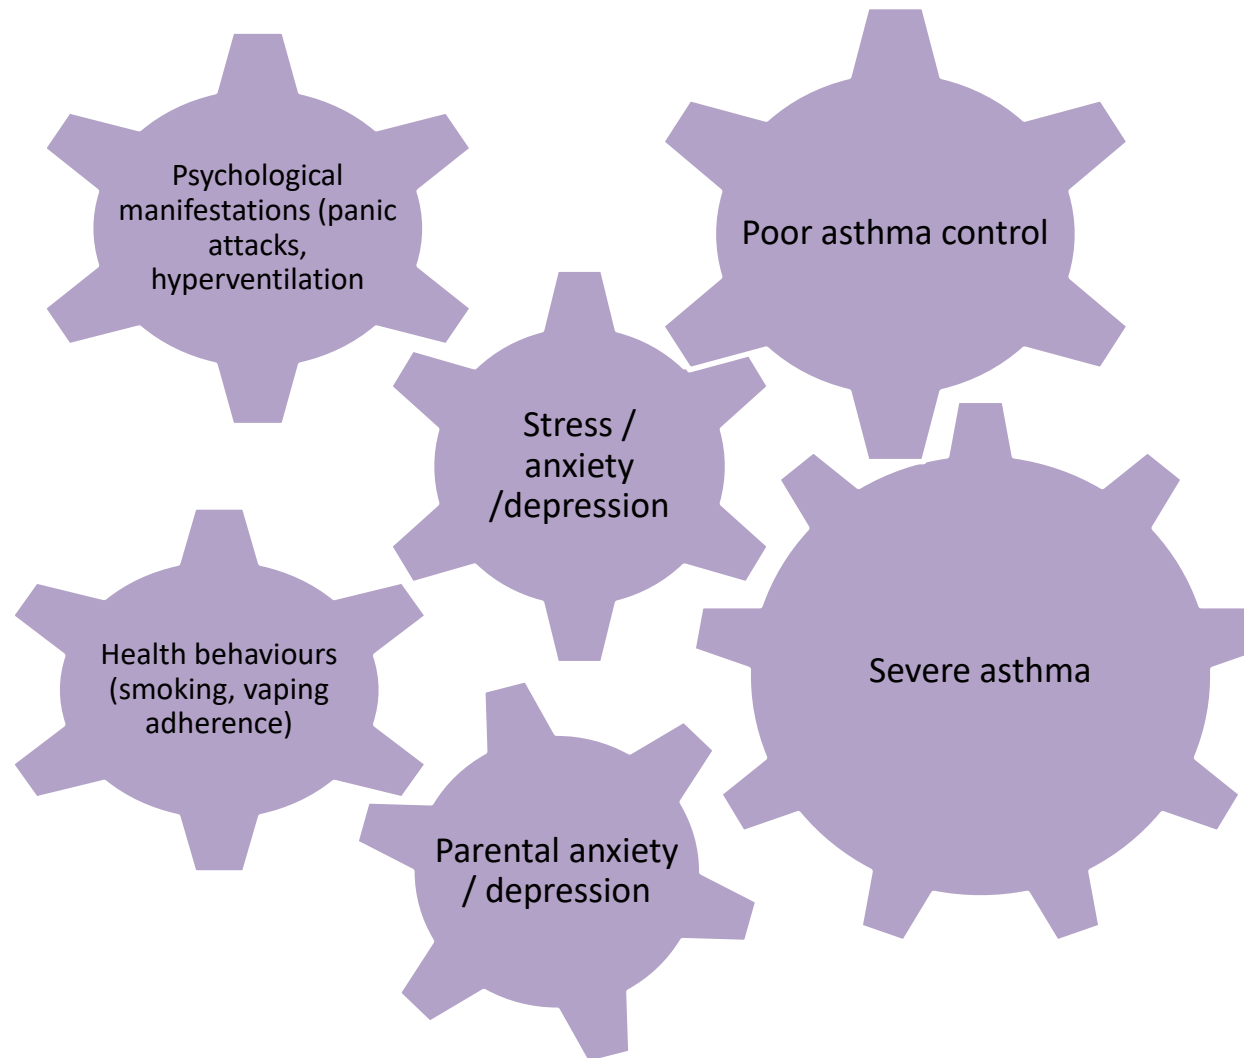 Psychological
manifestations (panic
attacks,
hyperventilation
Poor asthma control
Stress /
anxiety
/depression
Health behaviours
(smoking, vaping
adherence)
Severe asthma
Parental anxiety
/ depression